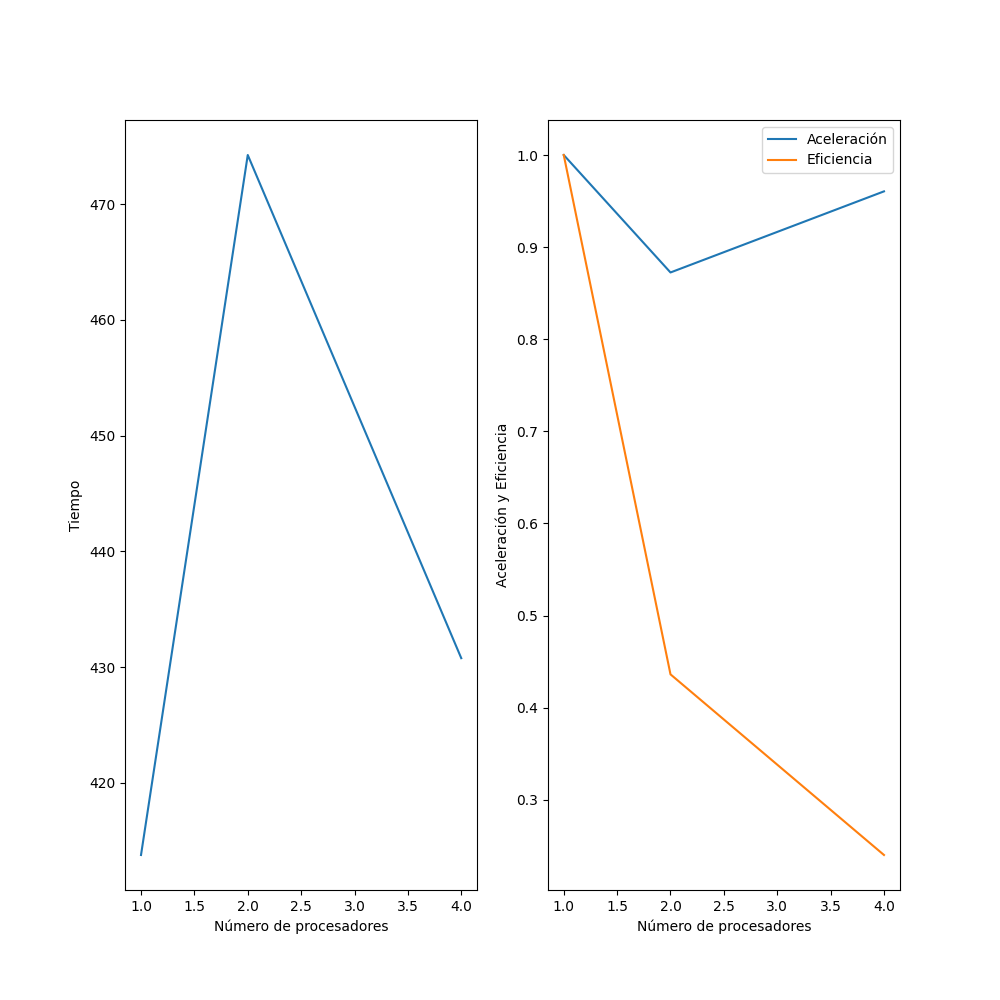 470
460
450
440
430
420
Tiempo
1.0 1.5 2.0 2.5 3.0 3.5 4.0
Número de procesadores
Aceleración
Eficiencia
1.0
0.9
0.8
0.7
0.6
0.5
0.4
0.3
Aceleración y Eficiencia
1.0 1.5 2.0 2.5 3.0 3.5 4.0
Número de procesadores